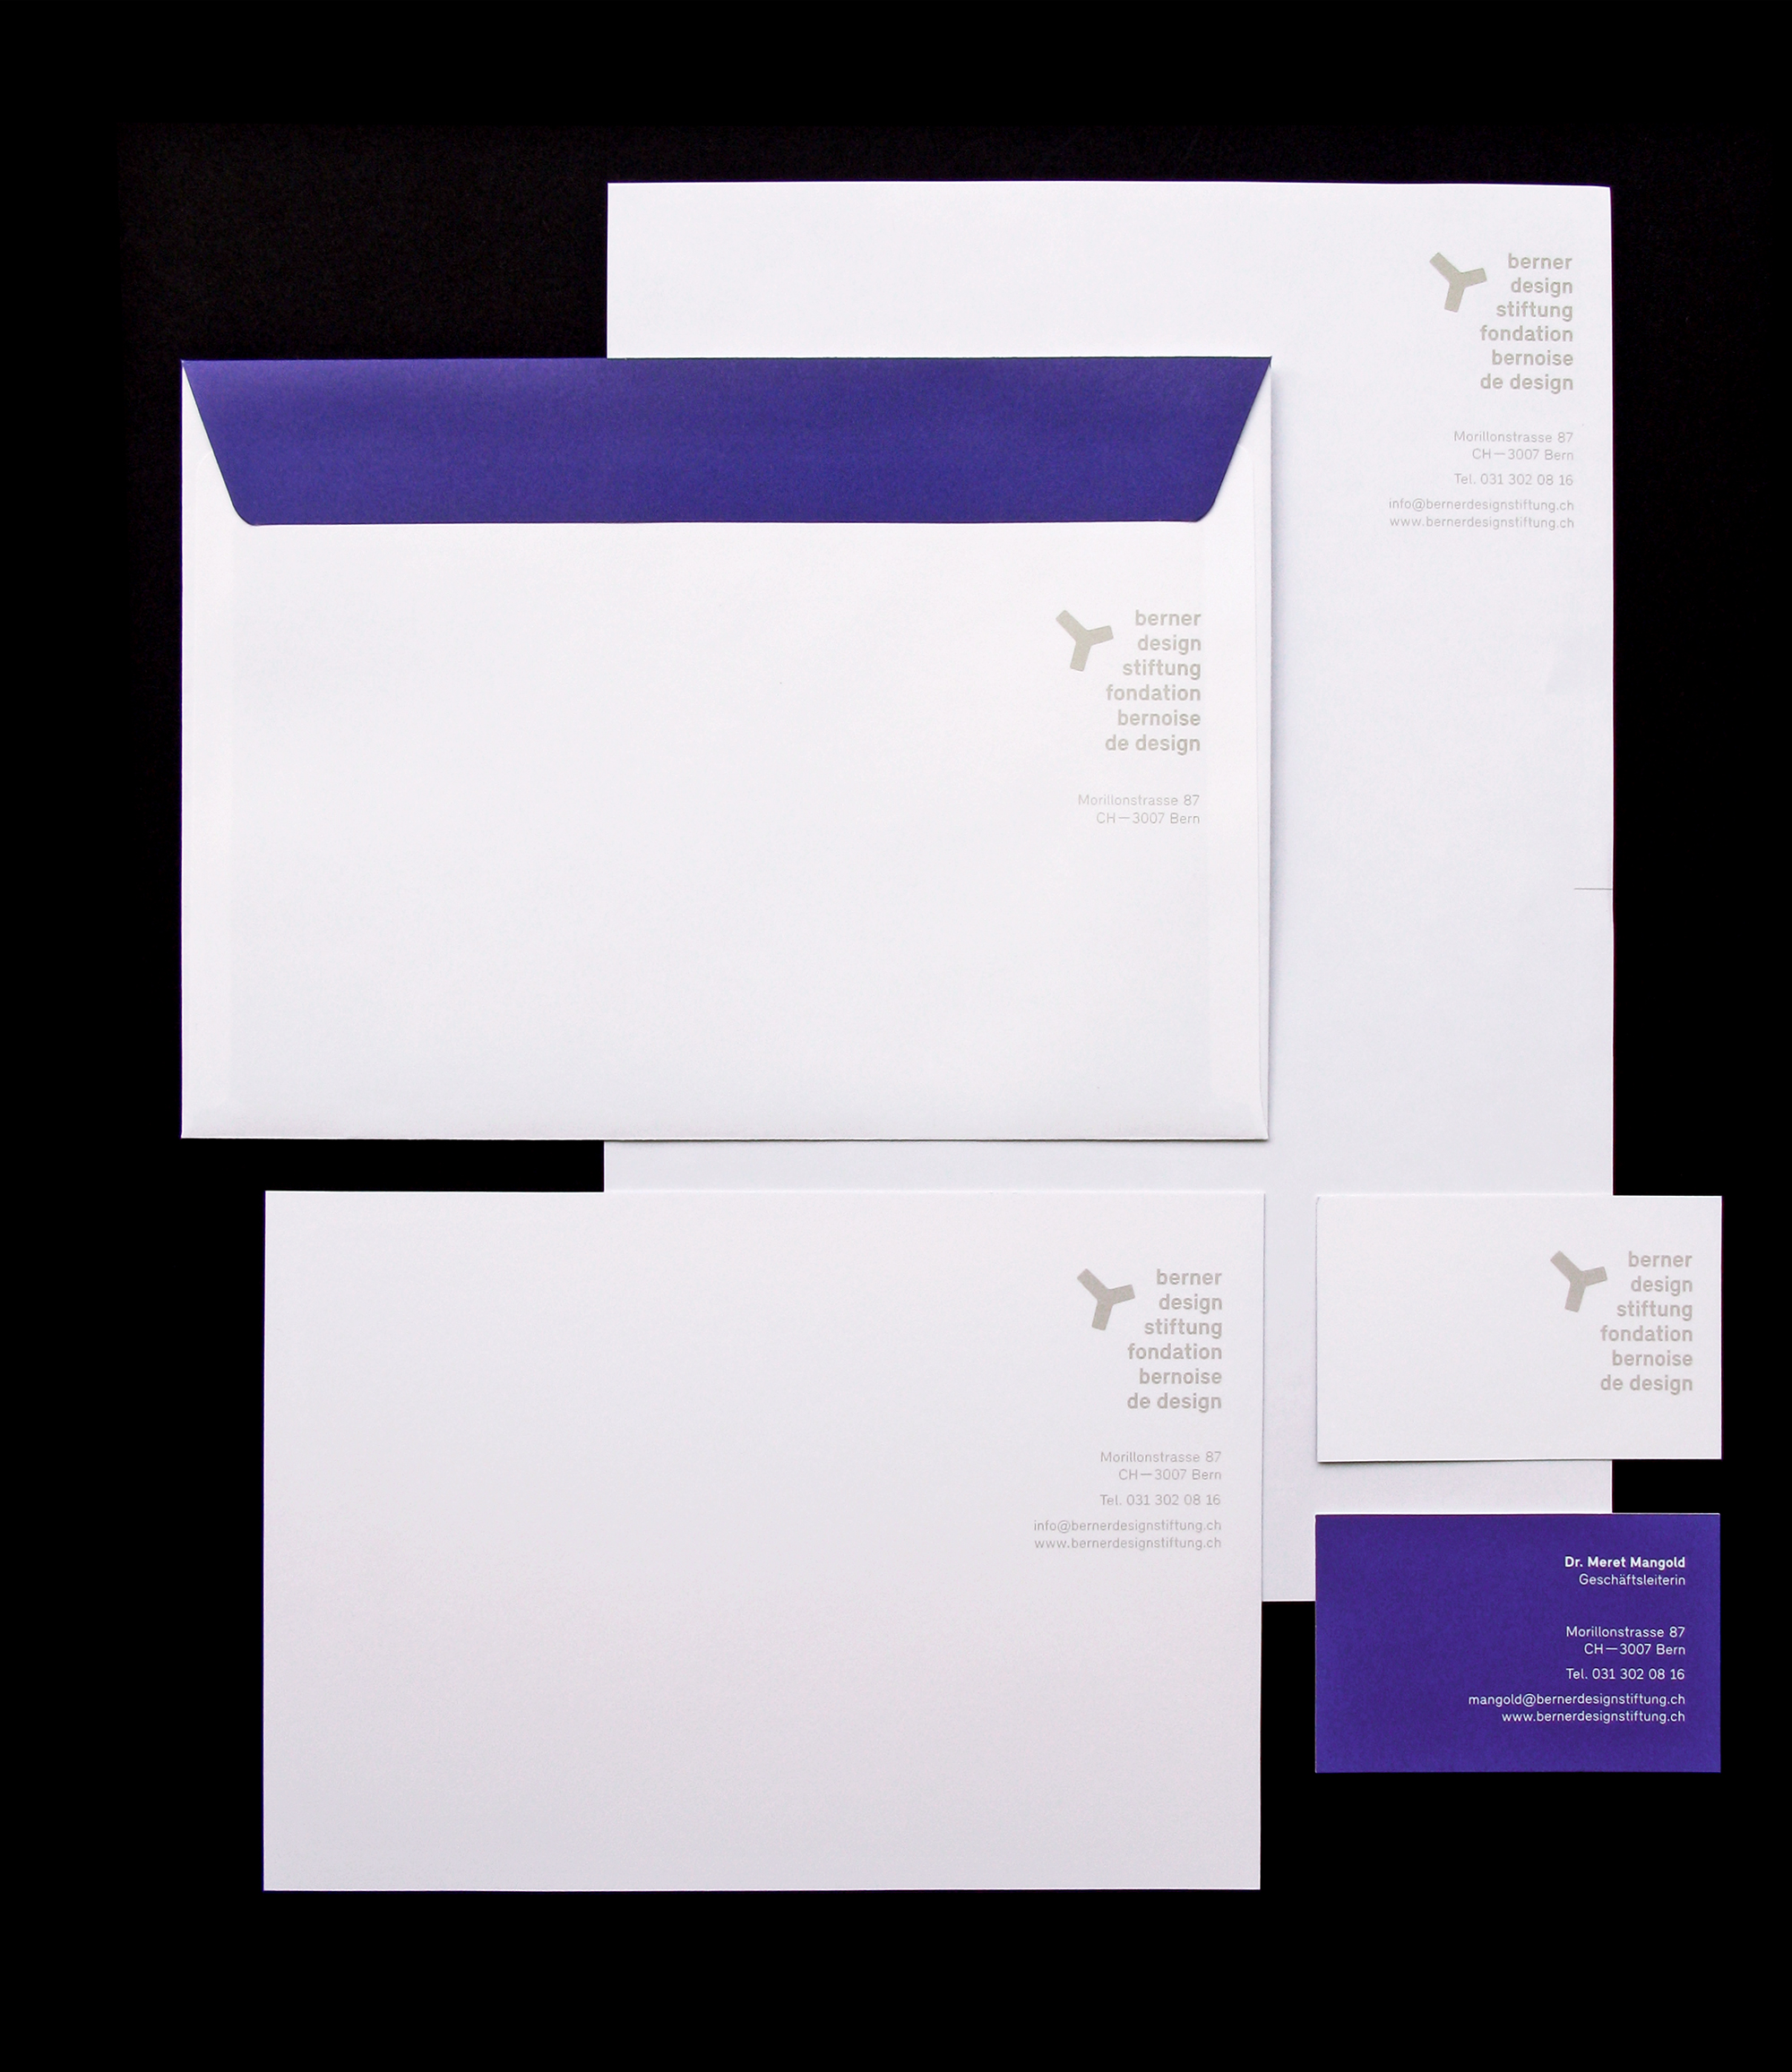 berner
design
stiftung
fondation
bernoise
de design
Morillonstrasse 87
CH—3007 Bern
Tel. 031 302 08 16
info@bernerdesignstiftung.ch
www.bernerdesignstiftung.ch
berner
design
stiftung
fondation
bernoise
de design
Morillonstrasse 87
CH—3007 Bern
berner
design
stiftung
fondation
bernoise
de design
Morillonstrasse 87
CH—3007 Bern
Tel. 031 302 08 16
info@bernerdesignstiftung.ch
www.bernerdesignstiftung.ch
berner
design
stiftung
fondation
bernoise
de design
Dr. Meret Mangold
Geschäftsleiterin
Morillonstrasse 87
CH—3007 Bern
Tel. 031 302 08 16
mangold@bernerdesignstiftung.ch
www.bernerdesignstiftung.ch